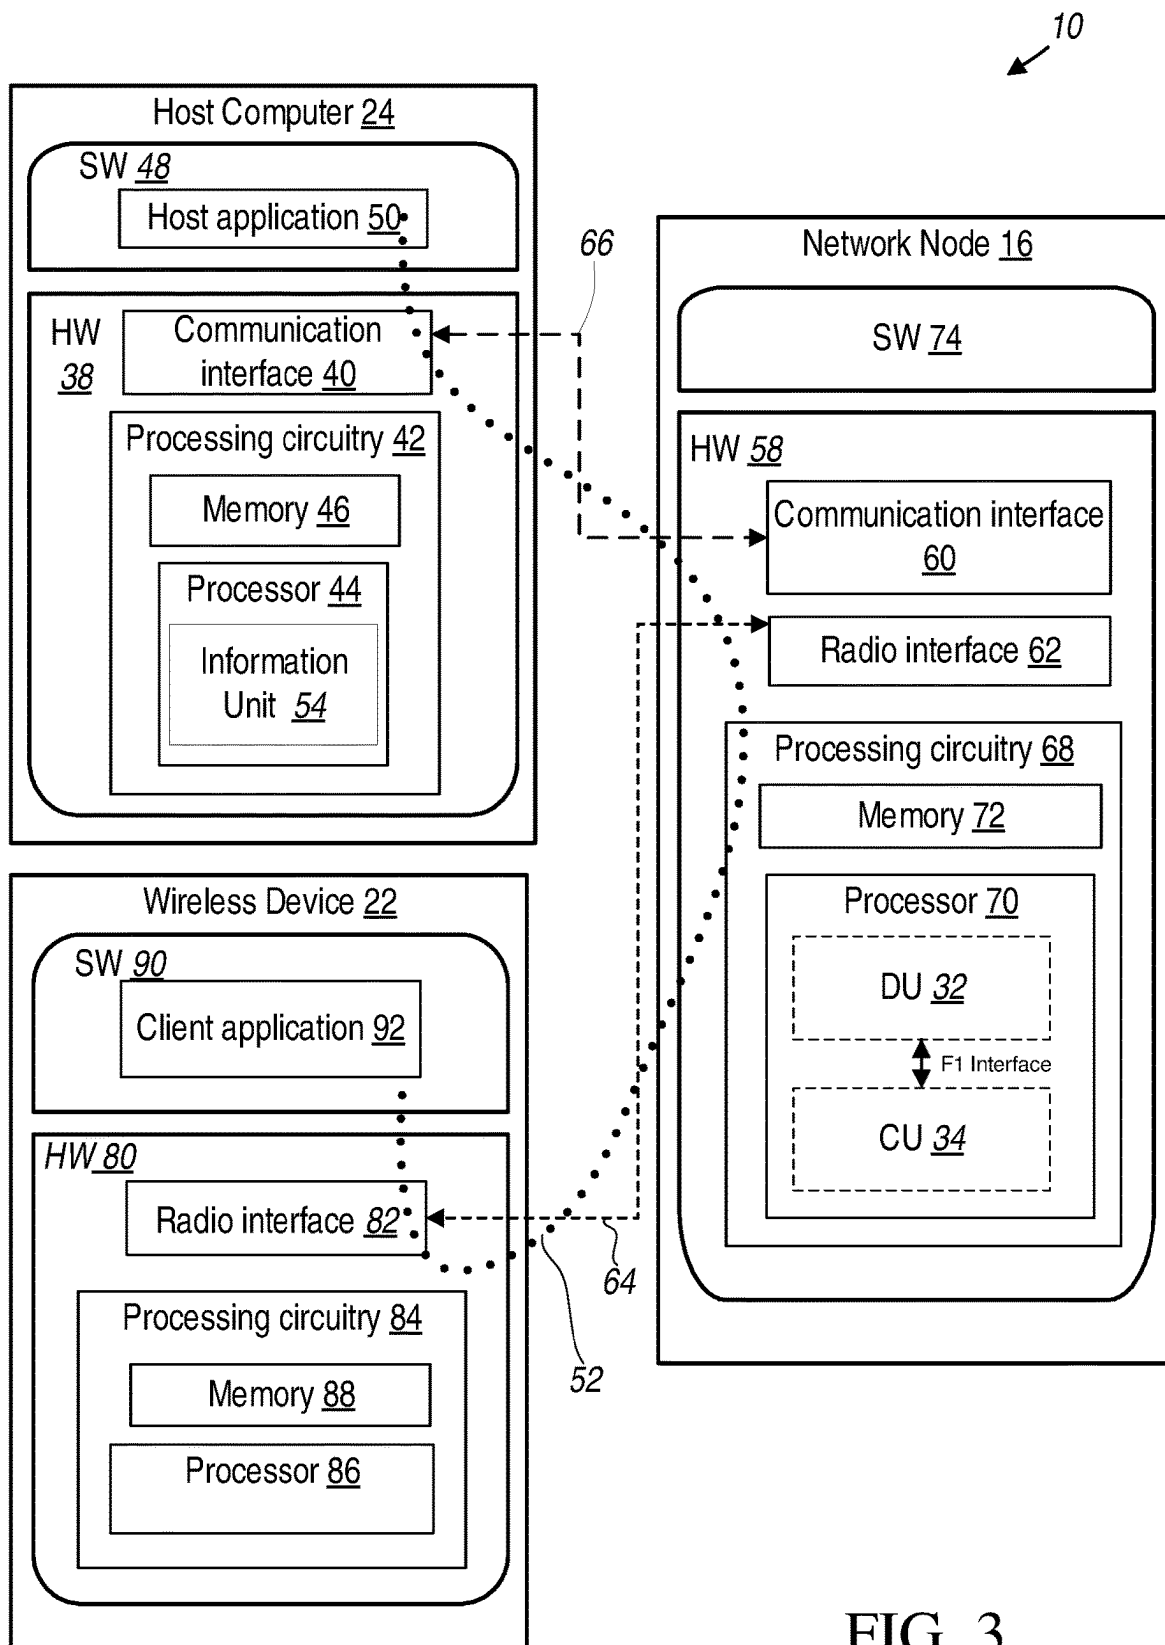 10
Host Computer 24
SW 48
Host application 50
HW
38
Communication
interface 40
Processing circuitry 42
Memory 46
Processor 44
Information
Unit 54
66
Network Node 16
SW 74
HW 58
Communication interface
60
Radio interface 62
Processing circuitry 68
Memory 72
Processor 70
DU 32
F1 Interface
CU 34
Wireless Device 22
SW 90
Client application 92
HW 80
Radio interface 82
64
52
Processing circuitry 84
Memory 88
Processor 86
FIG. 3